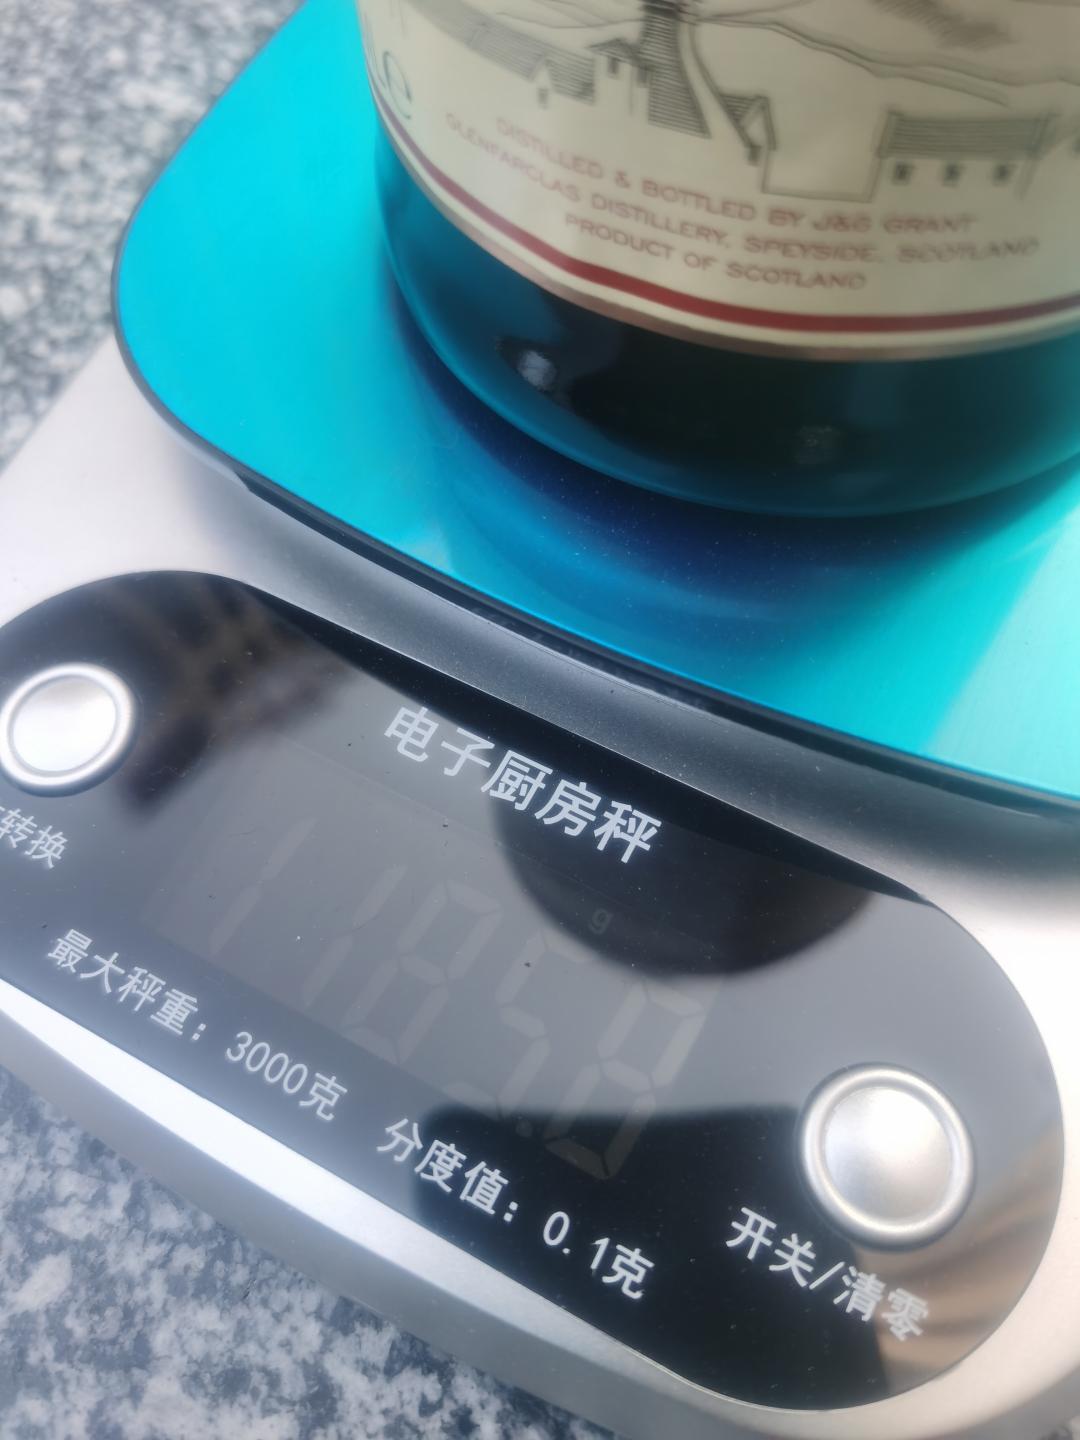 DISTILLED & BOTTLED BY J&G GRANT
GLENFARCLAS DISTILLERY, SPEYSIDE, SCOTLAND
PRODUCT OF SCOTLAND
电子厨房秤
g
转换
最大秤重：3000克 分度值：0.1克
开关/清零